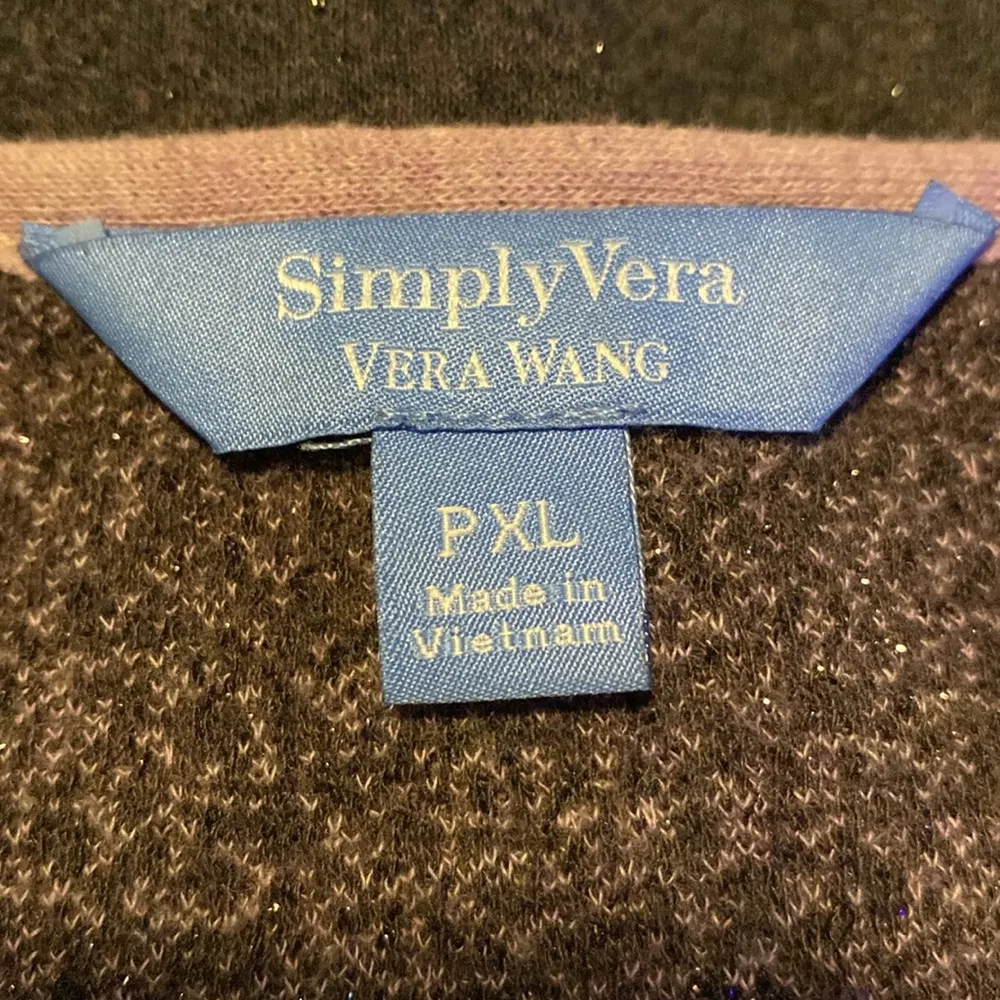 SimplyVera
VERA WANG
PXL
Made in
Vietnam